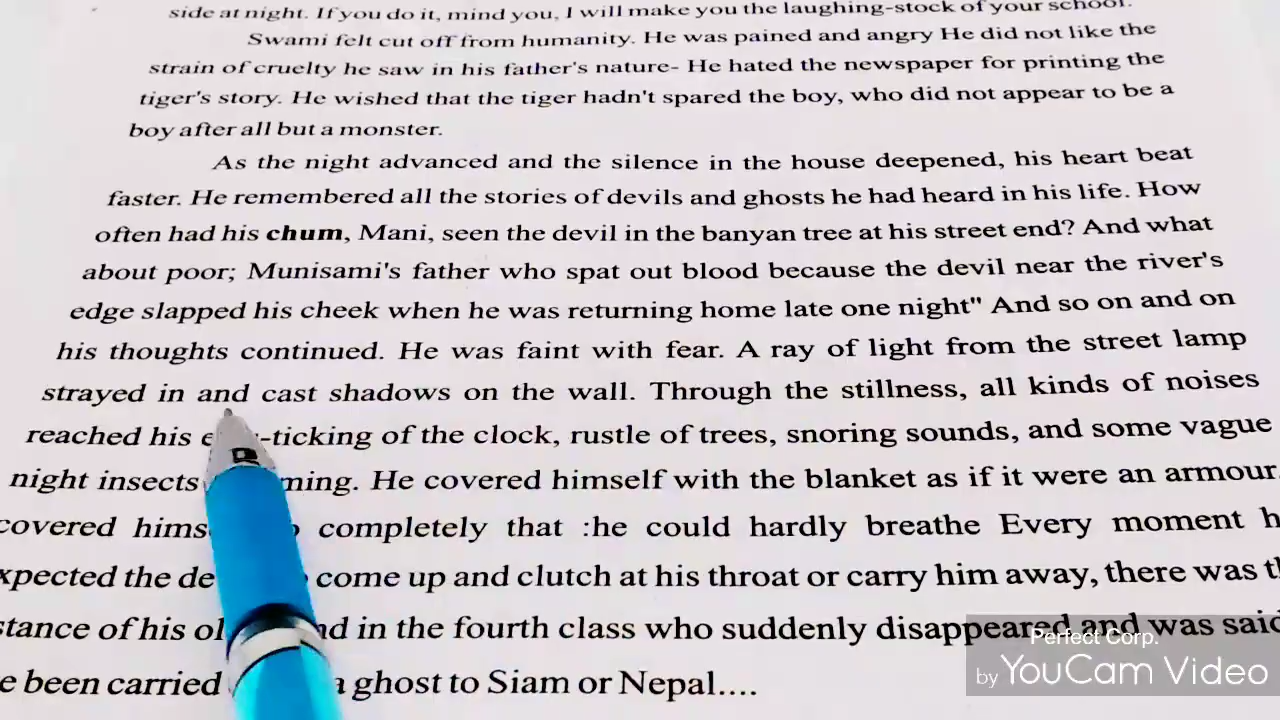 side at night. If you do it, mind you, I will make you the laughing-stock of your school.
Swami felt cut off from humanity. He was pained and angry He did not like the
strain of cruelty he saw in his father's nature- He hated the newspaper for printing the
tiger's story. He wished that the tiger hadn't spared the boy, who did not appear to be a
boy after all but a monster.
As the night advanced and the silence in the house deepened, his heart beat
faster. He remembered all the stories of devils and ghosts he had heard in his life. How
often had his chum, Mani, seen the devil in the banyan tree at his street end? And what
about poor; Munisami's father who spat out blood because the devil near the river's
edge slapped his cheek when he was returning home late one night" And so on and on
his thoughts continued. He was faint with fear. A ray of light from the street lamp
strayed in and cast shadows on the wall. Through the stillness, all kinds of noises
reached his -ticking of the clock, rustle of trees, snoring sounds, and some vague
night insects ming. He covered himself with the blanket as if it were an armour.
covered hims completely that :he could hardly breathe Every moment h
xpected the de come up and clutch at his throat or carry him away, there was th
stance of his ol nd in the fourth class who suddenly disappeared and was said
e been carried a ghost to Siam or Nepal....
Perfect Corp.
by YouCam Video